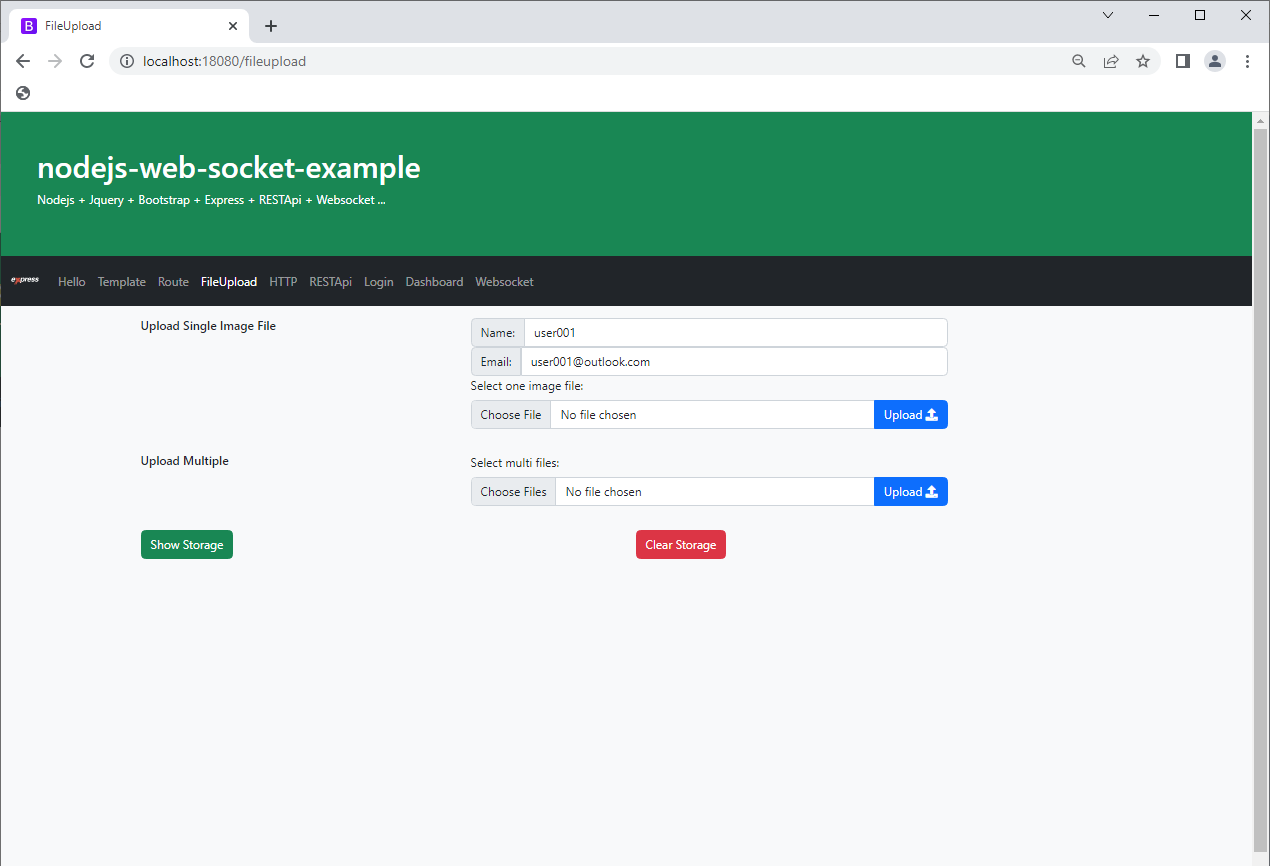 B FileUpload
localhost:18080/fileupload
nodejs-web-socket-example
Nodejs + Jquery + Bootstrap + Express + RESTApi + Websocket ...
express Hello Template Route FileUpload HTTP RESTApi Login Dashboard Websocket
Upload Single Image File
Name: user001
Email: user001@outlook.com
Select one image file:
Choose File No file chosen Upload
Upload Multiple
Select multi files:
Choose Files No file chosen Upload
Show Storage Clear Storage